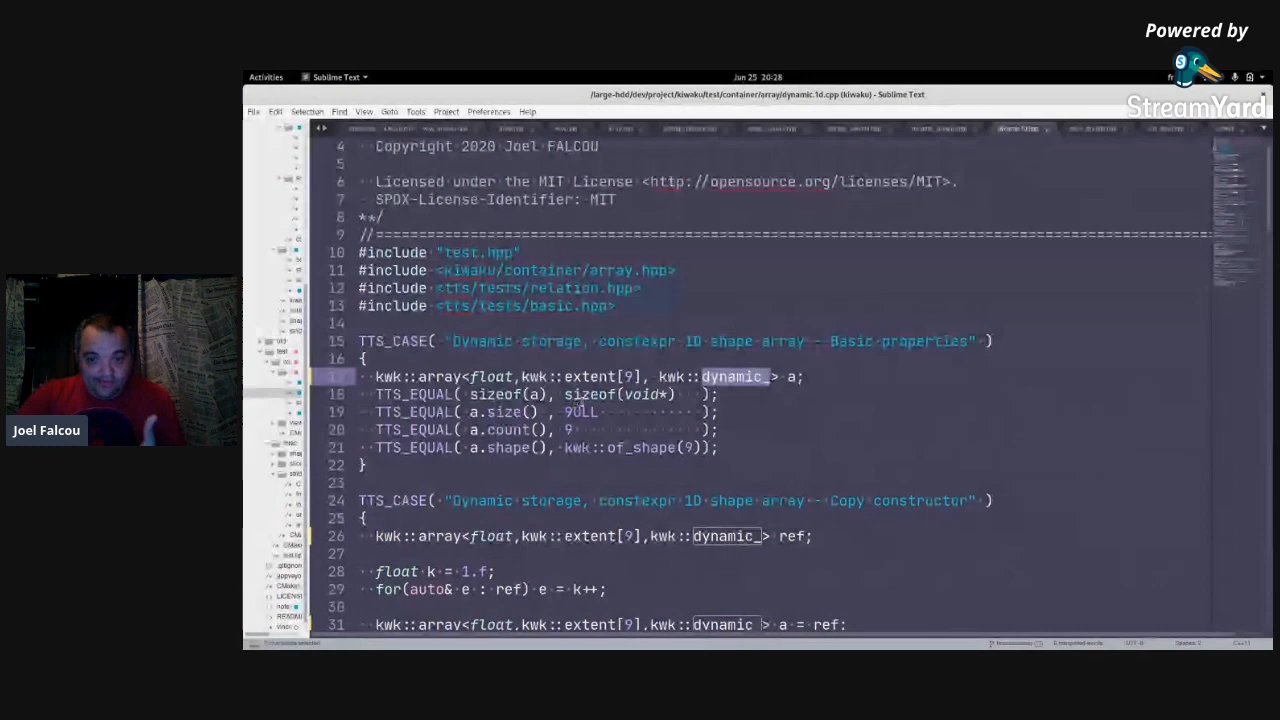 Powered by
StreamYard
Activities
Sublime Text
Jun 25 20:28
/large-hdd/dev/project/kiwaku/test/container/array/dynamic.1d.cpp (kiwaku) - Sublime Text
File Edit Selection Find View Goto Tools Project Preferences Help
4 Copyright 2020 Joel FALCOU
5
6 Licensed under the MIT License <http://opensource.org/licenses/MIT>.
7 SPDX-License-Identifier: MIT
8 **/
9 //==================================================================================================
10 #include "test.hpp"
11 #include <kiwaku/container/array.hpp>
12 #include <tts/tests/relation.hpp>
13 #include <tts/tests/basic.hpp>
14
15 TTS_CASE( "Dynamic storage, constexpr 1D shape array - Basic properties" )
16 {
17 kwk::array<float,kwk::extent[9], kwk::dynamic_> a;
18 TTS_EQUAL( sizeof(a), sizeof(void*) );
19 TTS_EQUAL( a.size() , 9ULL );
20 TTS_EQUAL( a.count(), 9 );
21 TTS_EQUAL( a.shape(), kwk::of_shape(9));
22 }
23
24 TTS_CASE( "Dynamic storage, constexpr 1D shape array - Copy constructor" )
25 {
26 kwk::array<float,kwk::extent[9],kwk::dynamic_> ref;
27
28 float k = 1.f;
29 for(auto& e : ref) e = k++;
30
31 kwk::array<float,kwk::extent[9],kwk::dynamic_> a = ref;
Joel Falcou